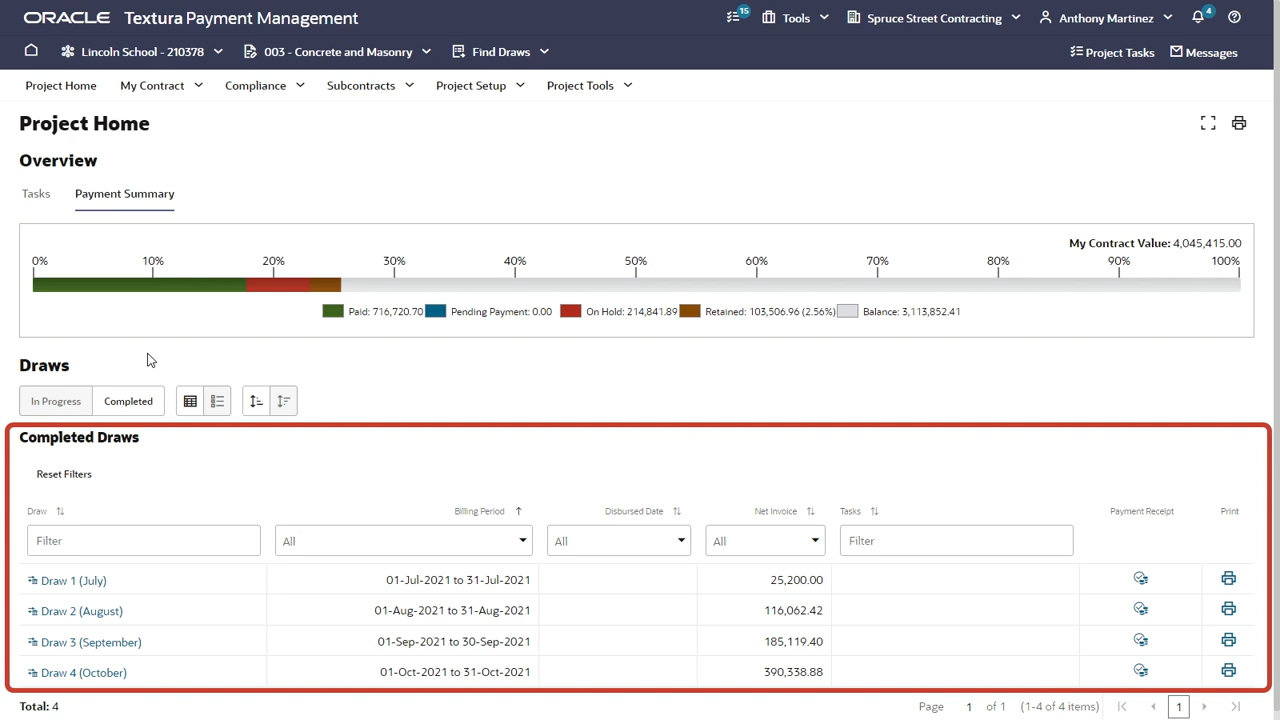 ORACLE Textura Payment Management 15 Tools Spruce Street Contracting Anthony Martinez 4
Lincoln School - 210378 003 - Concrete and Masonry Find Draws Project Tasks Messages
Project Home My Contract Compliance Subcontracts Project Setup Project Tools
Project Home
Overview
Tasks Payment Summary
My Contract Value: 4,045,415.00
0% 10% 20% 30% 40% 50% 60% 70% 80% 90% 100%
Paid: 716,720.70 Pending Payment: 0.00 On Hold: 214,841.89 Retained: 103,506.96 (2.56%) Balance: 3,113,852.41
Draws
In Progress Completed
Completed Draws
Reset Filters
Draw Billing Period Disbursed Date Net Invoice Tasks Payment Receipt Print
Filter All All All Filter
Draw 1 (July) 01-Jul-2021 to 31-Jul-2021 25,200.00
Draw 2 (August) 01-Aug-2021 to 31-Aug-2021 116,062.42
Draw 3 (September) 01-Sep-2021 to 30-Sep-2021 185,119.40
Draw 4 (October) 01-Oct-2021 to 31-Oct-2021 390,338.88
Total: 4 Page 1 of 1 (1-4 of 4 items) 1